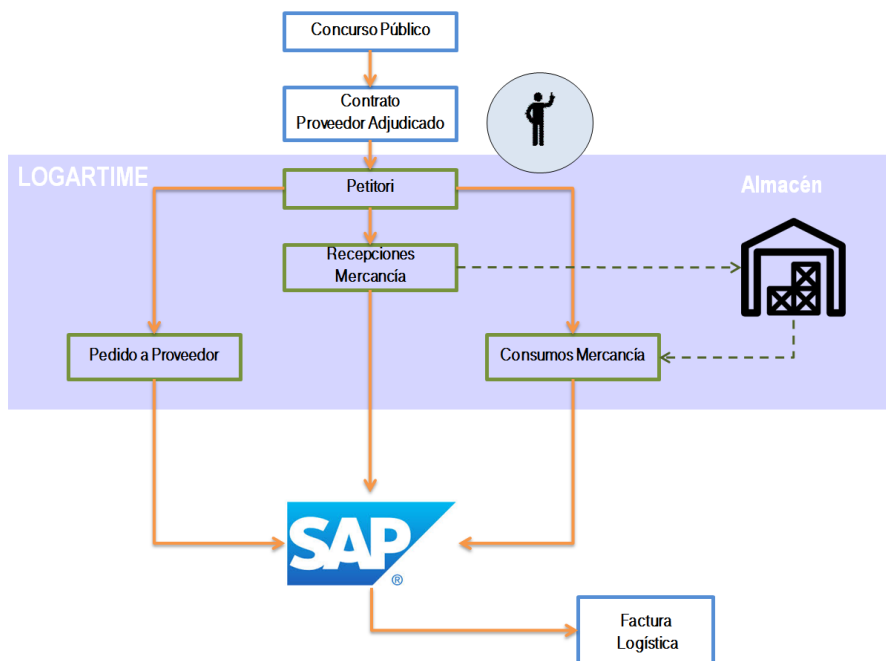 Concurso Público
Contrato
Proveedor Adjudicado
LOGARTIME
Petitori
Almacén
Recepciones
Mercancía
Pedido a Proveedor
Consumos Mercancía
SAP®
Factura
Logística